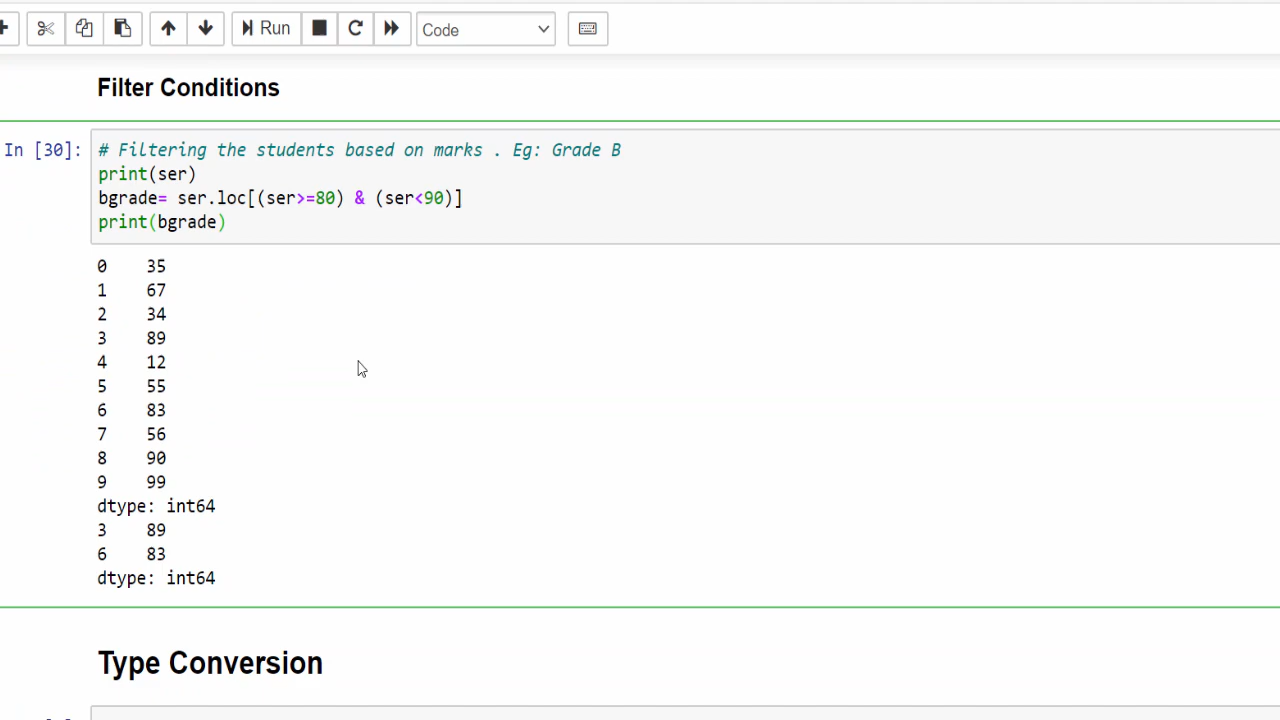 Run
Code
Filter Conditions
In [30]:
# Filtering the students based on marks . Eg: Grade B
print(ser)
bgrade= ser.loc[(ser>=80) & (ser<90)]
print(bgrade)
0 35
1 67
2 34
3 89
4 12
5 55
6 83
7 56
8 90
9 99
dtype: int64
3 89
6 83
dtype: int64
Type Conversion